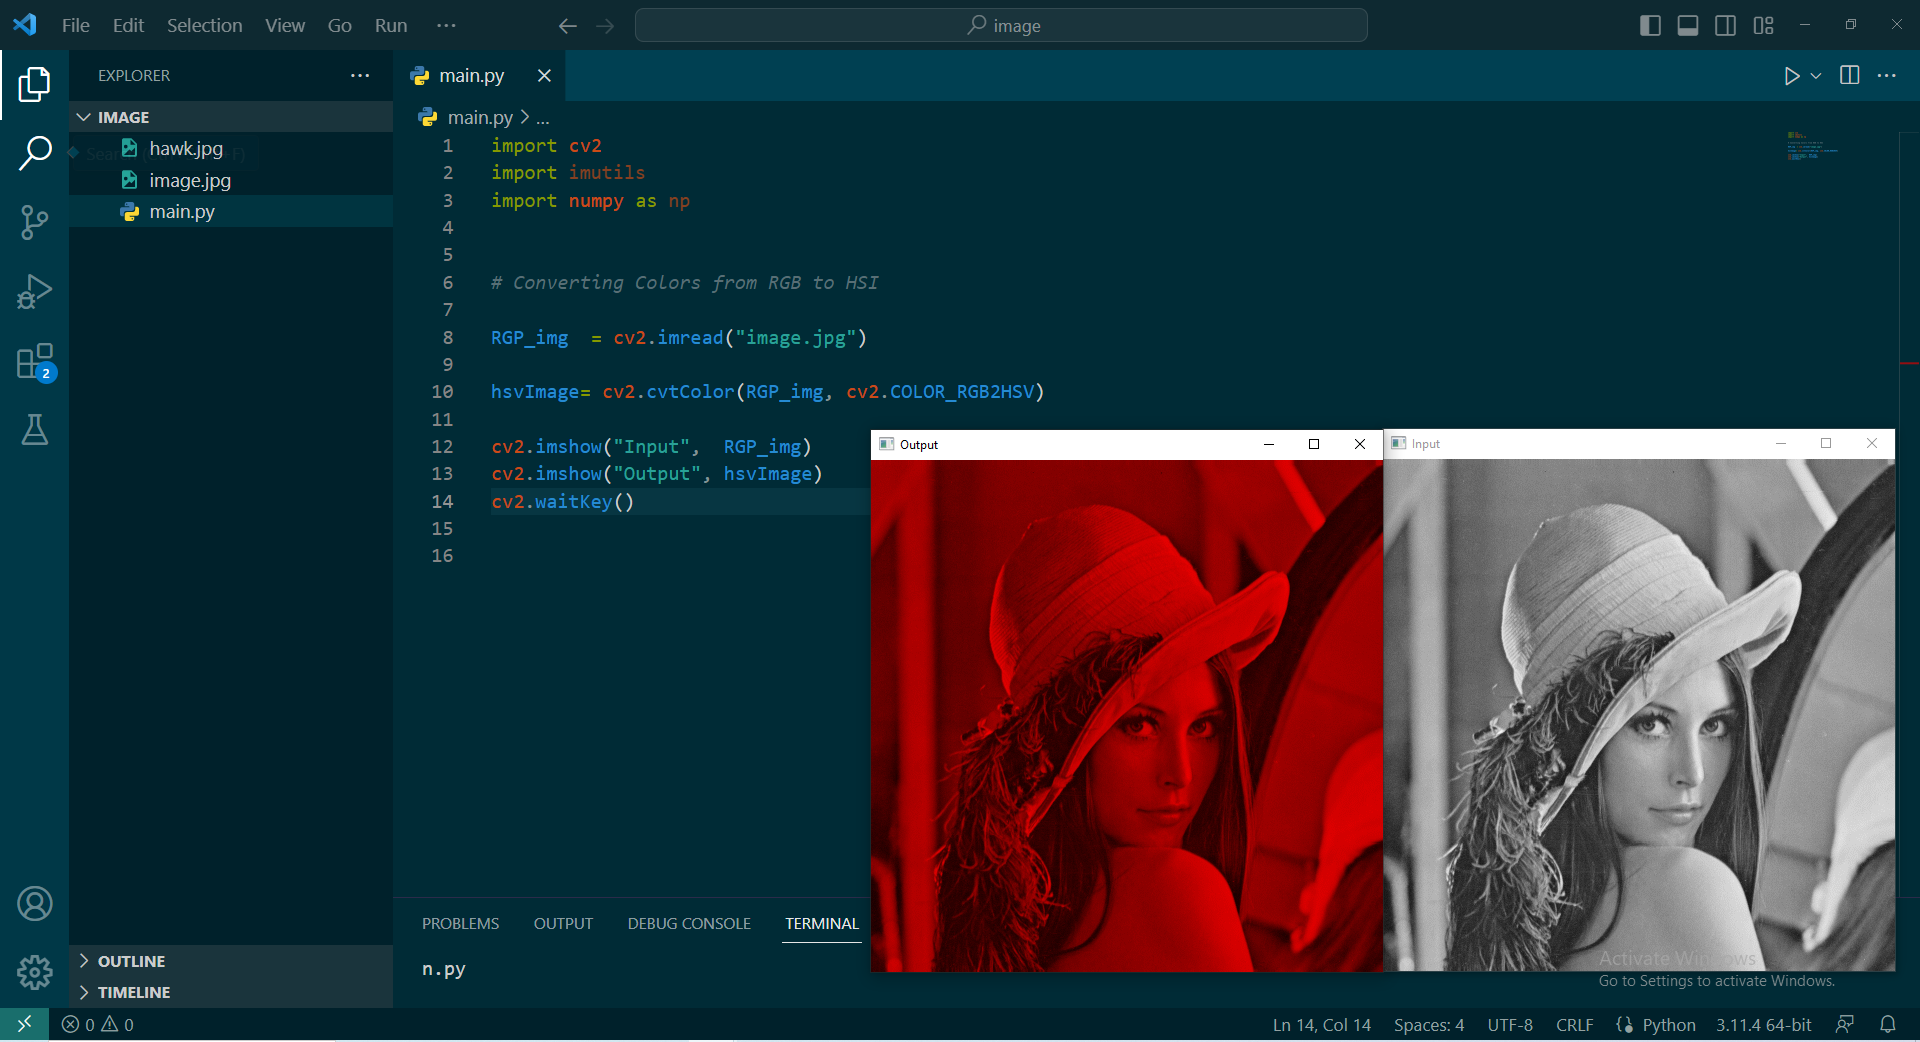 File Edit Selection View Go Run ···
image
EXPLORER ···
IMAGE
hawk.jpg
image.jpg
main.py
main.py
main.py > ...
1 import cv2
2 import imutils
3 import numpy as np
4
5
6 # Converting Colors from RGB to HSI
7
8 RGP_img  = cv2.imread("image.jpg")
9
10 hsvImage= cv2.cvtColor(RGP_img, cv2.COLOR_RGB2HSV)
11
12 cv2.imshow("Input",  RGP_img)
13 cv2.imshow("Output", hsvImage)
14 cv2.waitKey()
15
16
Output
Input
2
PROBLEMS OUTPUT DEBUG CONSOLE TERMINAL
n.py
OUTLINE
TIMELINE
Activate Windows
Go to Settings to activate Windows.
0 0
Ln 14, Col 14 Spaces: 4 UTF-8 CRLF Python 3.11.4 64-bit